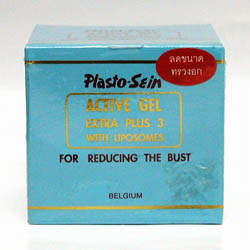 ลดขนาด
ทรวงอก
Plasto-Sein
ACTIVE GEL
EXTRA PLUS 3
WITH LIPOSOMES
FOR REDUCING THE BUST
BELGIUM